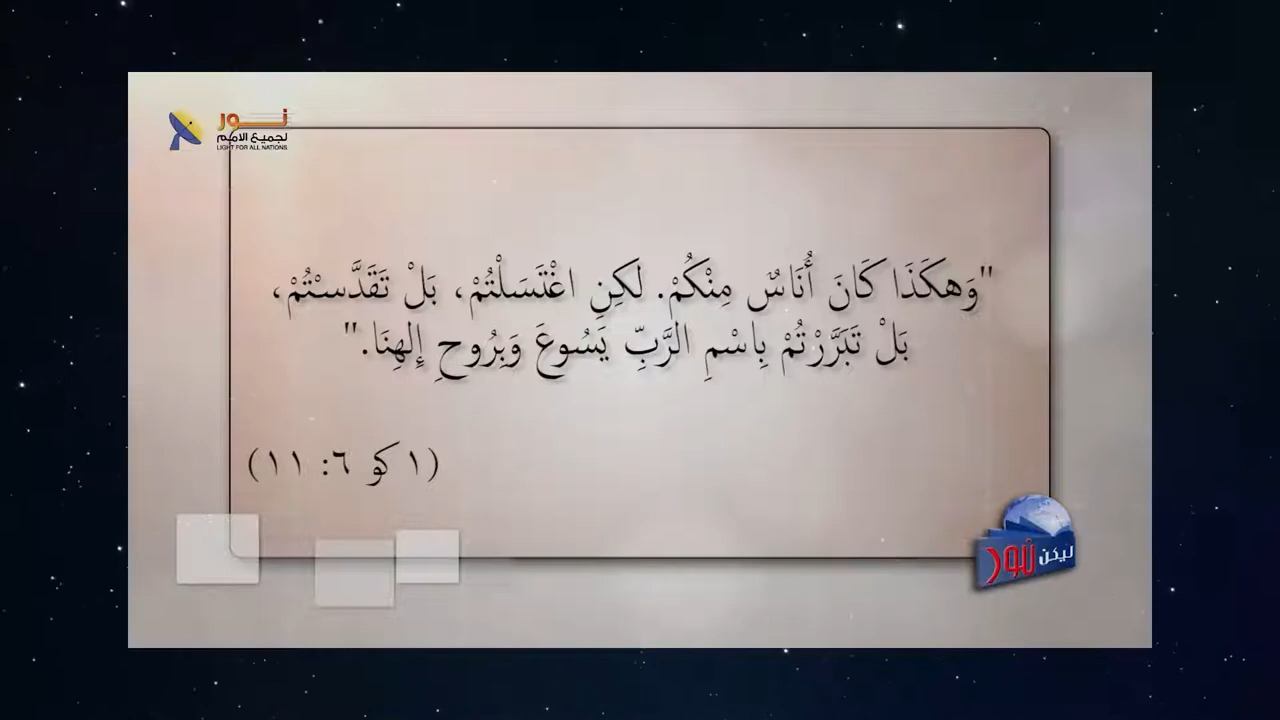 نور
لجميع الامم
LIGHT FOR ALL NATIONS
"وَهكَذَا كَانَ أُنَاسٌ مِنْكُمْ. لكِنِ اغْتَسَلْتُمْ، بَلْ تَقَدَّسْتُمْ،
بَلْ تَبَرَّرْتُمْ بِاسْمِ الرَّبِّ يَسُوعَ وَبِرُوحِ إِلهِنَا."
(١ كو ٦: ١١)
ليكن نور